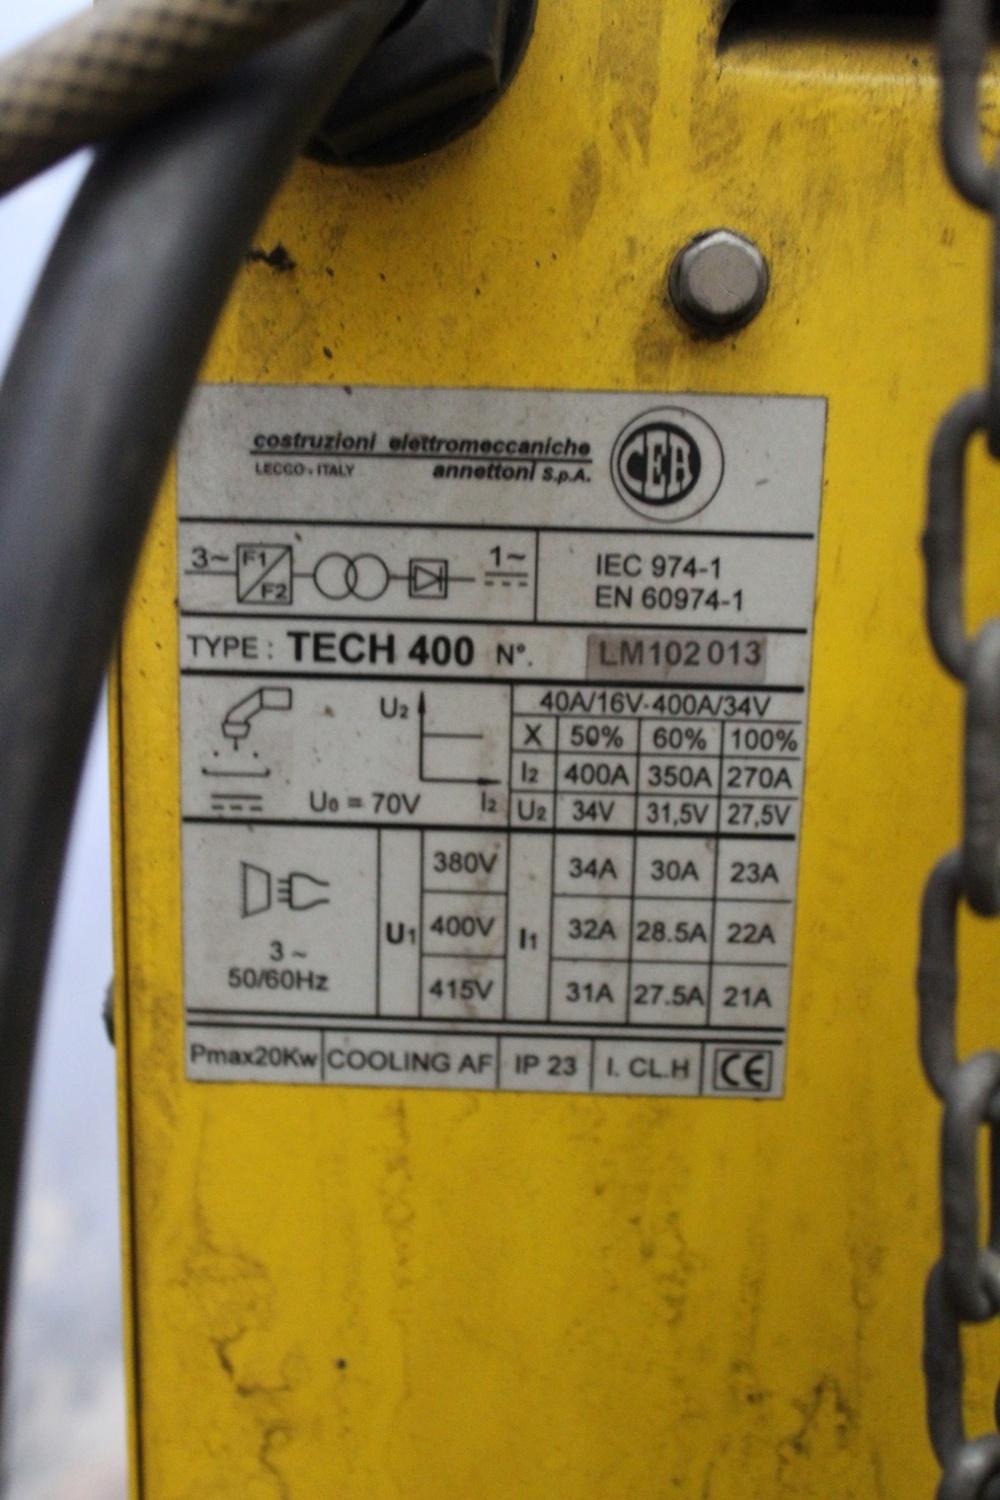 costruzioni elettromeccaniche
LECCO - ITALY annettoni S.p.A.
CEA
3~ F1 F2 1~
IEC 974-1
EN 60974-1
TYPE : TECH 400 N°. LM102013
U2 I2
U0 = 70V
40A/16V-400A/34V
X 50% 60% 100%
I2 400A 350A 270A
U2 34V 31,5V 27,5V
3 ~
50/60Hz
U1 I1
380V 34A 30A 23A
400V 32A 28.5A 22A
415V 31A 27.5A 21A
Pmax20Kw COOLING AF IP 23 I. CL.H CE